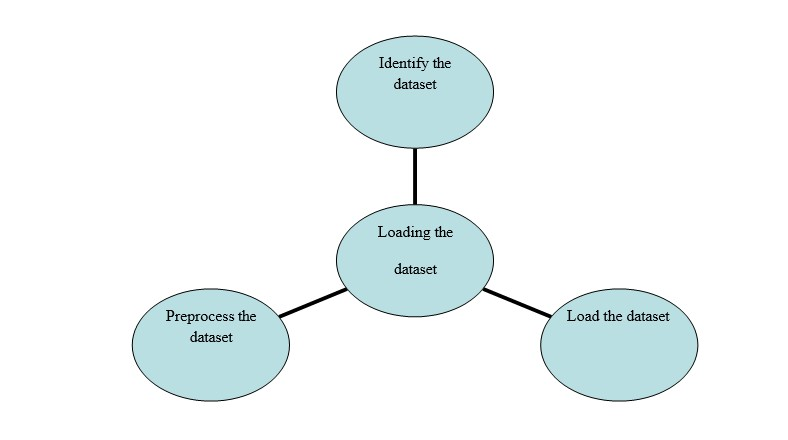 Identify the
dataset
Loading the
dataset
Preprocess the
dataset
Load the dataset